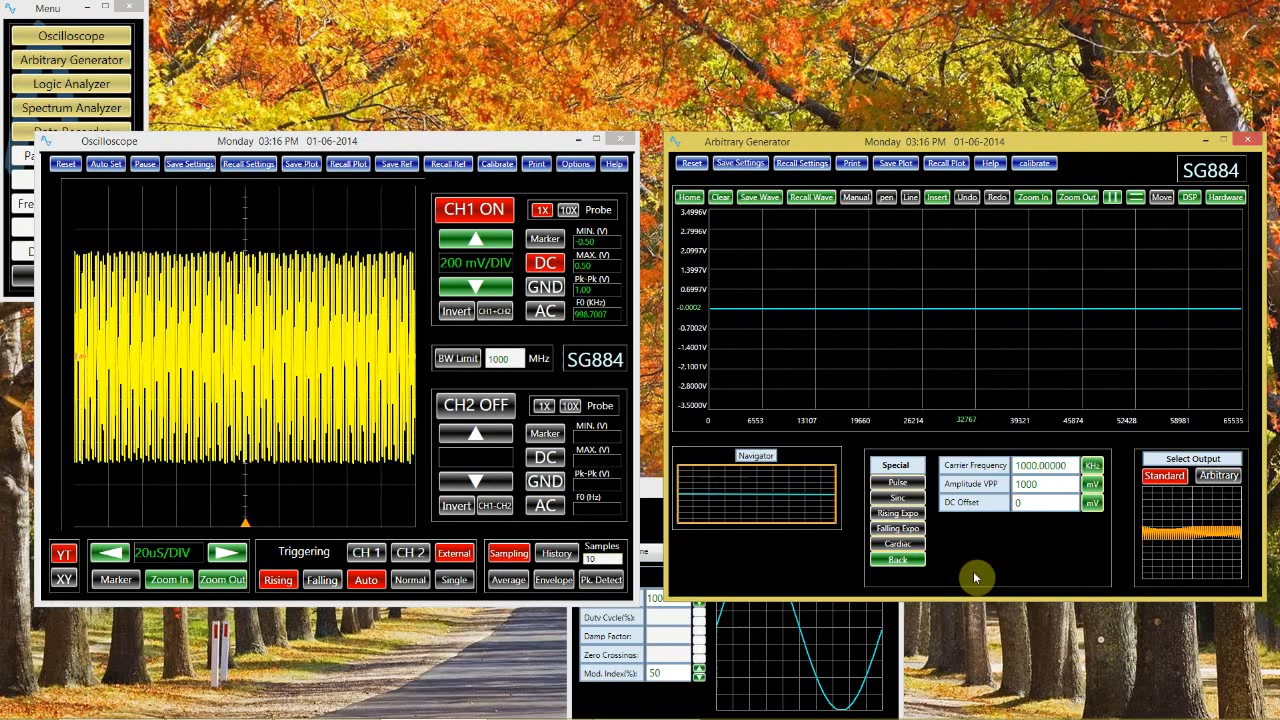 Menu
Oscilloscope
Arbitrary Generator
Logic Analyzer
Spectrum Analyzer
Oscilloscope Monday 03:16 PM 01-06-2014
Reset Auto Set Pause Save Settings Recall Settings Save Plot Recall Plot Save Ref Recall Ref Calibrate Print Options Help
CH1 ON 1X 10X Probe
Marker MIN. (V)
-0.50
200 mV/DIV DC MAX. (V)
0.50
GND Pk-Pk (V)
1.00
Invert CH1+CH2 AC F0 (KHz)
998.7007
BW Limit 1000 MHz SG884
CH2 OFF 1X 10X Probe
Marker MIN. (V)
DC MAX. (V)
GND Pk-Pk (V)
Invert CH1-CH2 AC F0 (Hz)
YT 20uS/DIV Triggering CH 1 CH 2 External Sampling History Samples
10
XY Marker Zoom In Zoom Out Rising Falling Auto Normal Single Average Envelope Pk. Detect
Arbitrary Generator Monday 03:16 PM 01-06-2014
Reset Save Settings Recall Settings Print Save Plot Recall Plot Help calibrate SG884
Home Clear Save Wave Recall Wave Manual pen Line Insert Undo Redo Zoom In Zoom Out Move DSP Hardware
3.4996V
2.7996V
2.0997V
1.3997V
0.6997V
-0.0002
-0.7002V
-1.4001V
-2.1001V
-2.8000V
-3.5000V
0 6553 13107 19660 26214 32767 39321 45874 52428 58981 65535
Navigator
Special
Pulse
Sinc
Rising Expo
Falling Expo
Cardiac
Back
Carrier Frequency 1000.00000 KHz
Amplitude VPP 1000 mV
DC Offset 0 mV
Select Output
Standard Arbitrary
Duty Cycle(%):
Damp Factor:
Zero Crossings:
Mod. Index(%): 50